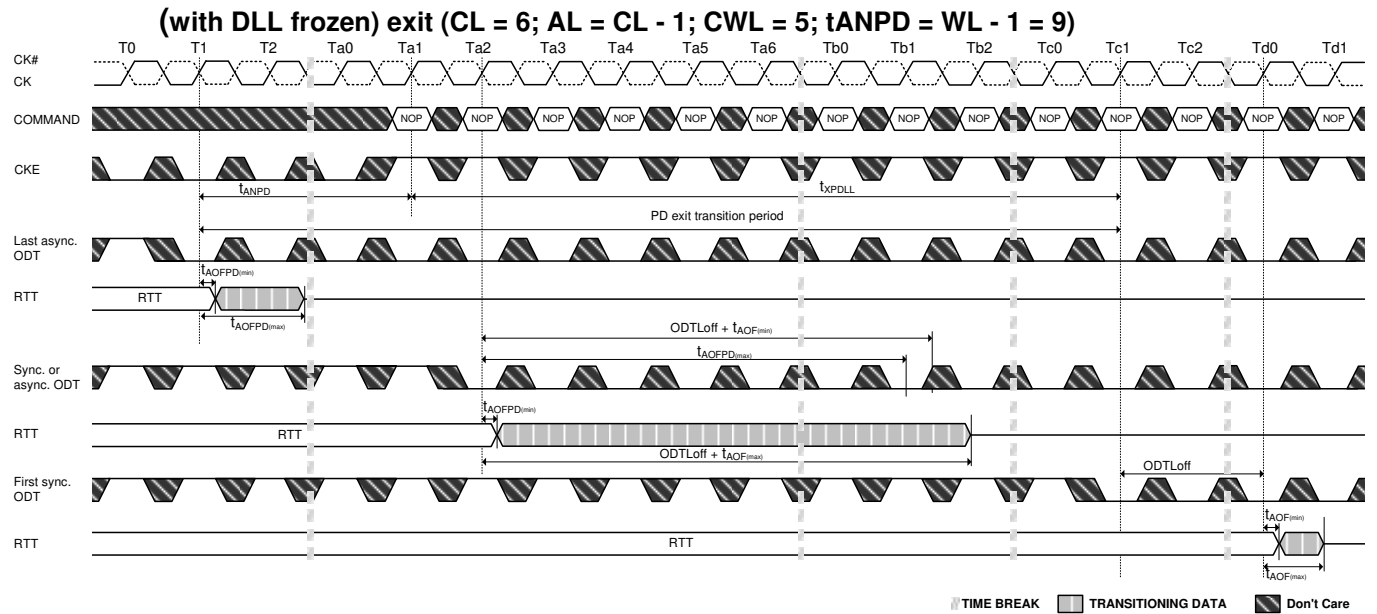 (with DLL frozen) exit (CL = 6; AL = CL - 1; CWL = 5; tANPD = WL - 1 = 9)
T0 T1 T2 Ta0 Ta1 Ta2 Ta3 Ta4 Ta5 Ta6 Tb0 Tb1 Tb2 Tc0 Tc1 Tc2 Td0 Td1
CK#
CK
COMMAND NOP NOP NOP NOP NOP NOP NOP NOP NOP NOP NOP NOP NOP NOP
CKE
tANPD tXPDLL
PD exit transition period
Last async.
ODT
tAOFPD(min)
RTT RTT
tAOFPD(max)
ODTLoff + tAOF(min)
tAOFPD(max)
Sync. or
async. ODT
tAOFPD(min)
RTT RTT
ODTLoff + tAOF(max)
First sync.
ODT
ODTLoff
tAOF(min)
RTT RTT
tAOF(max)
TIME BREAK TRANSITIONING DATA Don't Care